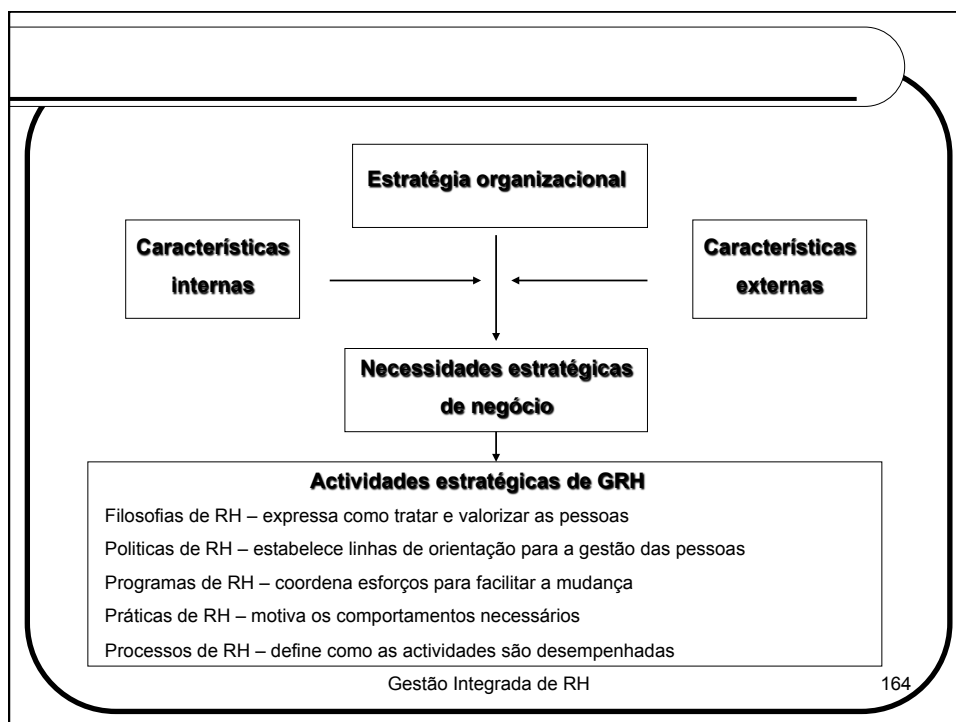 Estratégia organizacional
Característícas
internas
Característícas
externas
Necessidades estratégicas
de negócio
Actividades estratégicas de GRH
Filosofias de RH – expressa como tratar e valorizar as pessoas
Politicas de RH – estabelece linhas de orientação para a gestão das pessoas
Programas de RH – coordena esforços para facilitar a mudança
Práticas de RH – motiva os comportamentos necessários
Processos de RH – define como as actividades são desempenhadas
Gestão Integrada de RH
164